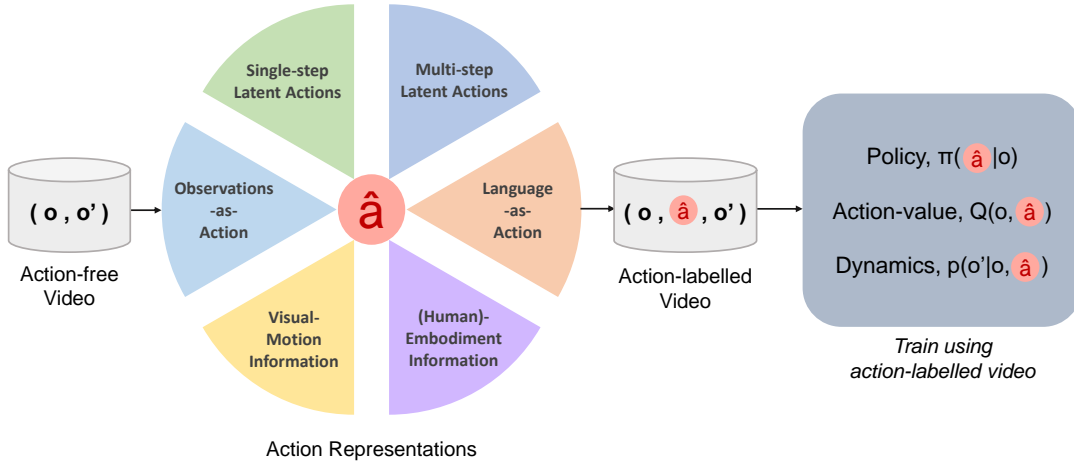 ( o , o’ )
Action-free
Video
Single-step
Latent Actions
Multi-step
Latent Actions
Observations
-as-
Action
â
Language
-as-
Action
Visual-
Motion
Information
(Human)-
Embodiment
Information
Action Representations
( o , â , o’ )
Action-labelled
Video
Policy, π( â |o)
Action-value, Q(o, â )
Dynamics, p(o’|o, â )
Train using
action-labelled video